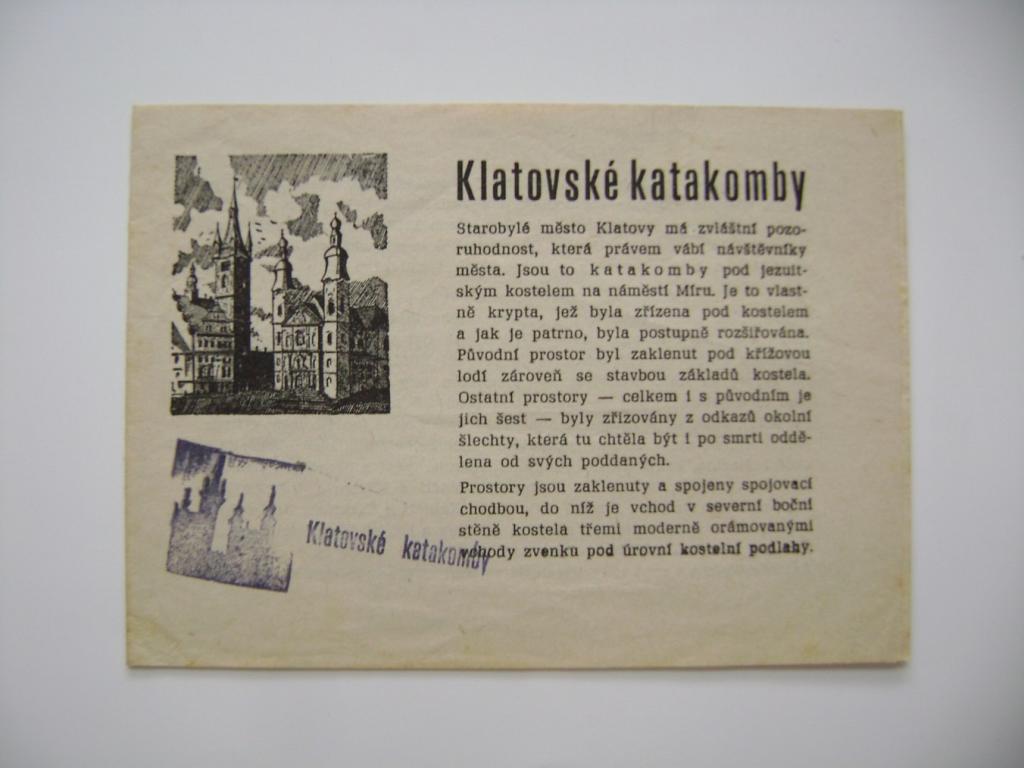 Klatovské katakomby
Starobylé město Klatovy má zvláštní pozo-
ruhodnost, která právem vábí návštěvníky
města. Jsou to katakomby pod jezuit-
ským kostelem na náměstí Míru. Je to vlast-
ně krypta, jež byla zřízena pod kostelem
a jak je patrno, byla postupně rozšiřována.
Původní prostor byl zaklenut pod křížovou
lodí zároveň se stavbou základů kostela.
Ostatní prostory — celkem i s původním je
jich šest — byly zřizovány z odkazů okolní
šlechty, která tu chtěla být i po smrti oddě-
lena od svých poddaných.
Prostory jsou zaklenuty a spojeny spojovací
chodbou, do níž je vchod v severní boční
stěně kostela třemi moderně orámovanými
vchody zvenku pod úrovní kostelní podlahy.
Klatovské katakomby